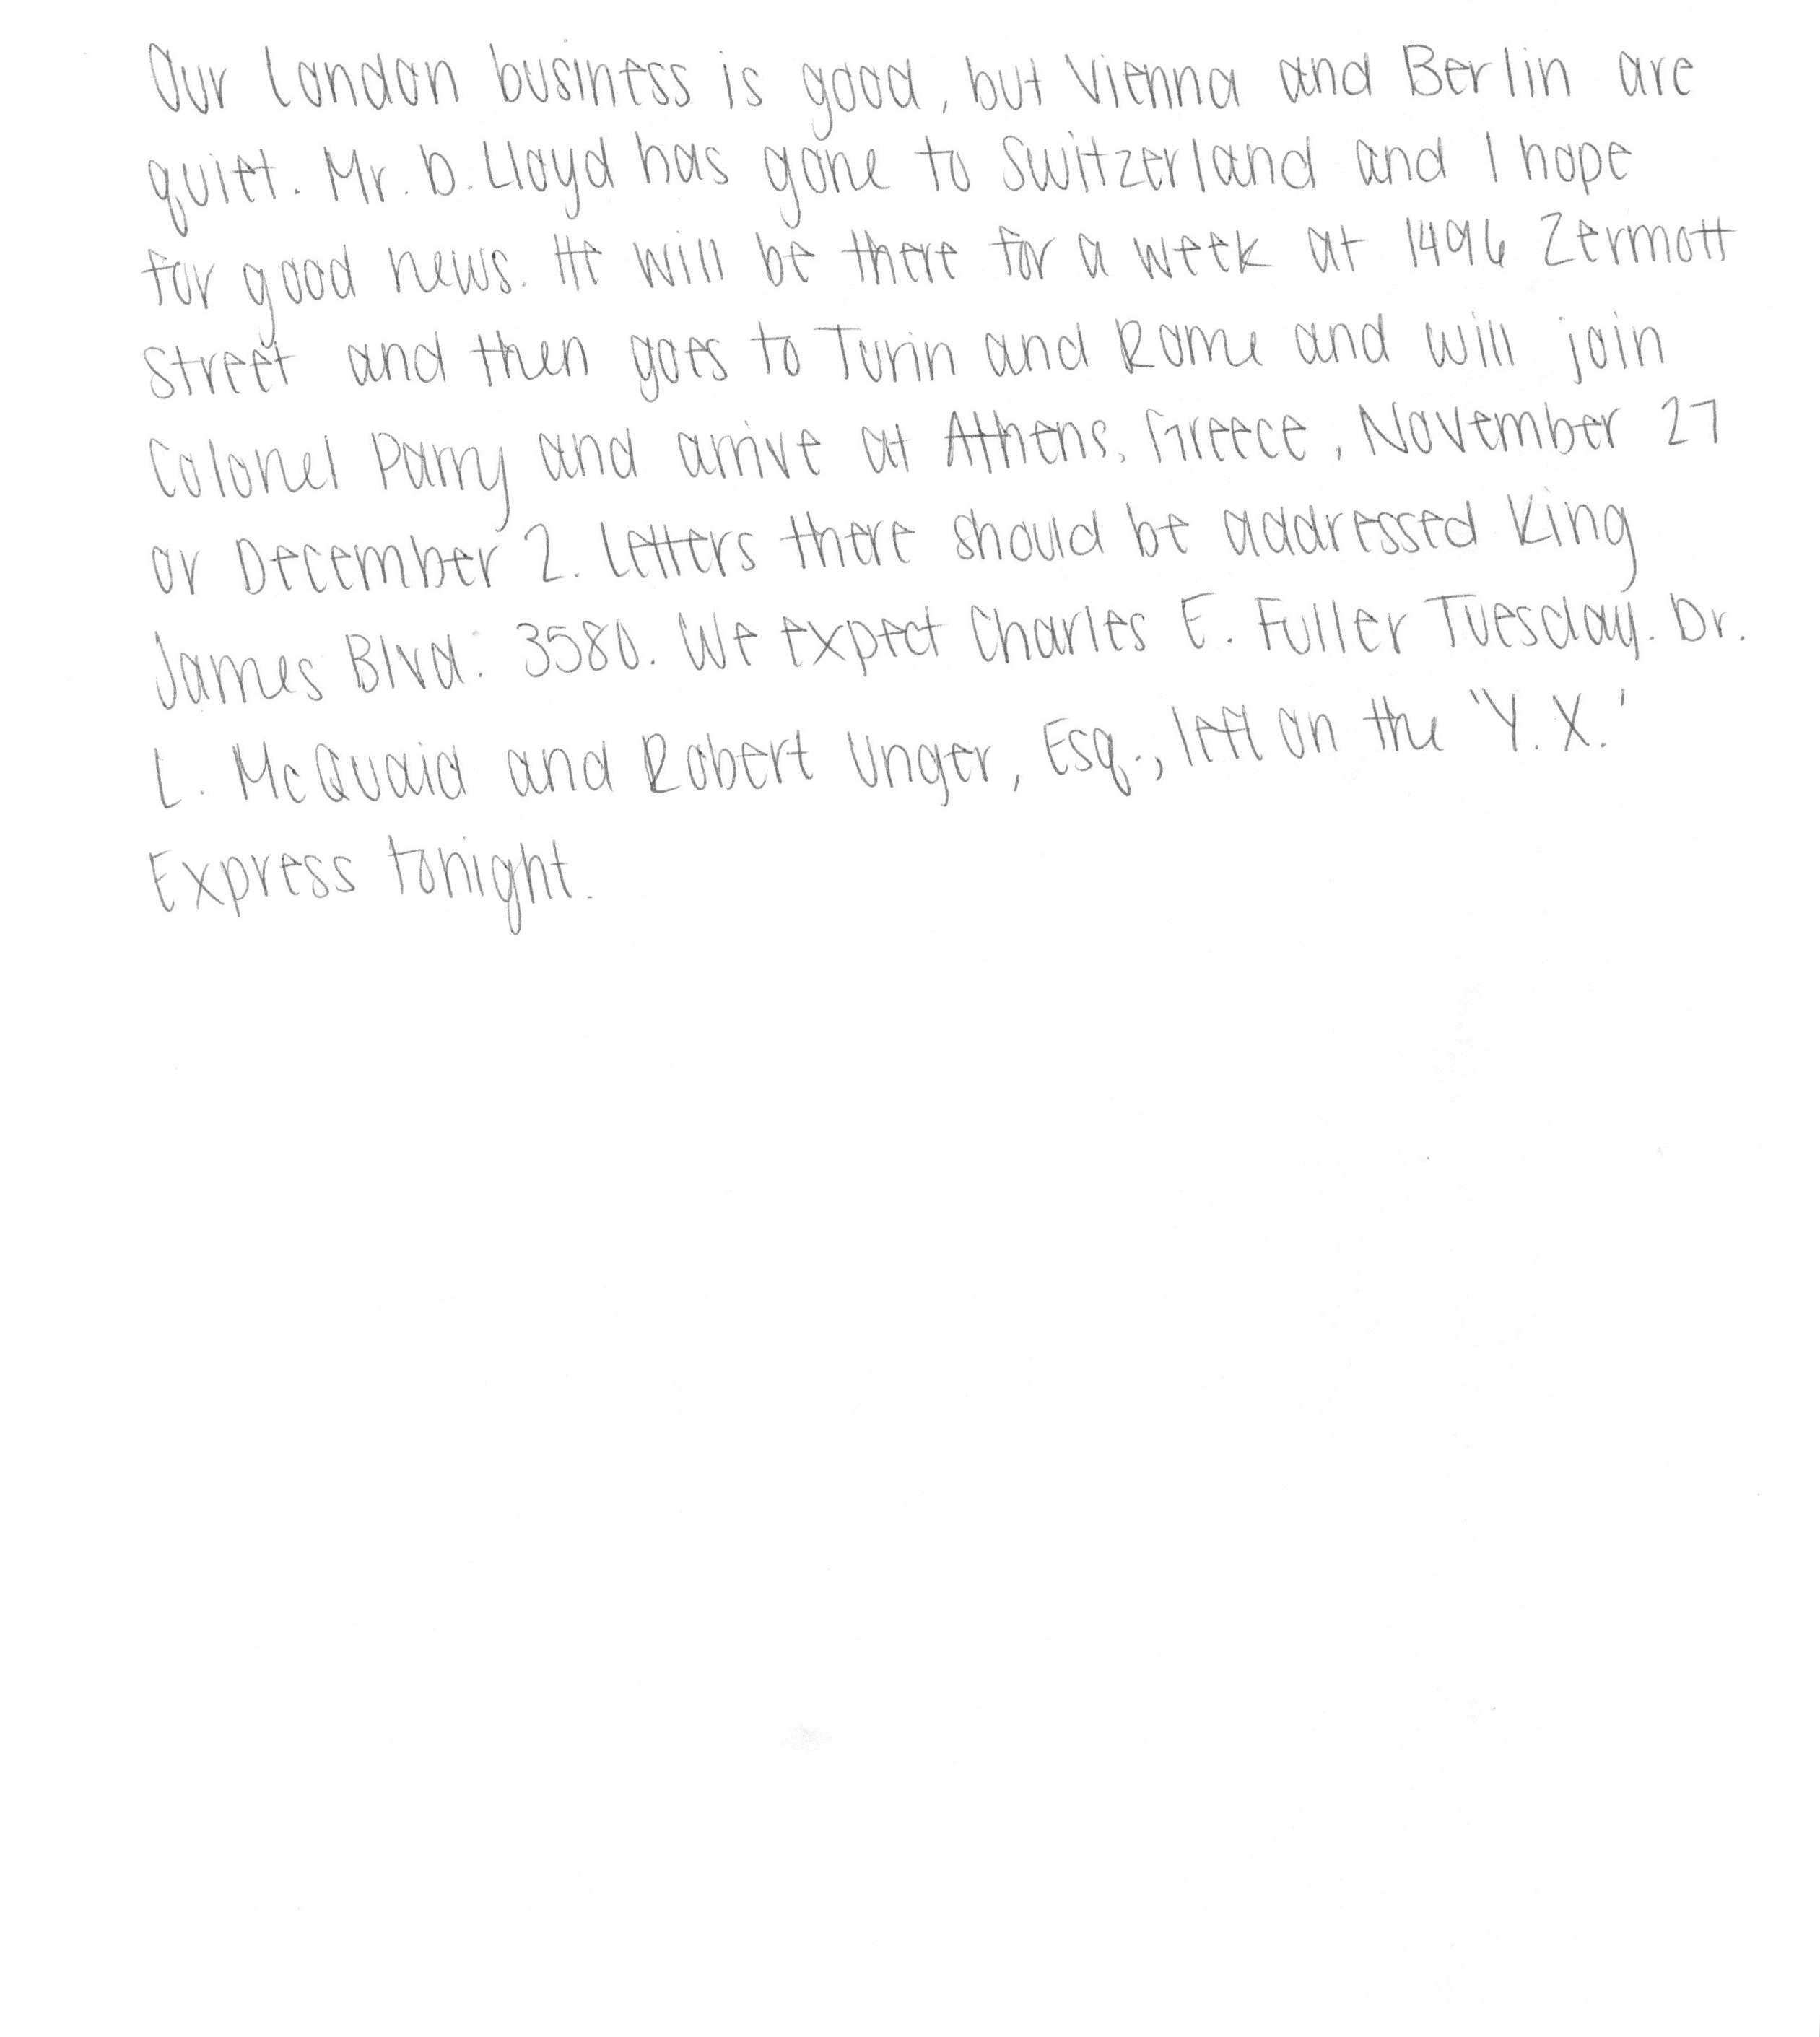 Our London business is good, but Vienna and Berlin are
quiet. Mr. D. Lloyd has gone to Switzerland and I hope
for good news. He will be there for a week at 1496 Zermott
street and then goes to Turin and Rome and will join
Colonel Parry and arrive at Athens, Greece, November 27
or December 2. Letters there should be addressed King
James Blvd. 3580. We expect Charles E. Fuller Tuesday. Dr.
L. McQuaid and Robert Unger, Esq., left on the 'Y.X.'
Express tonight.